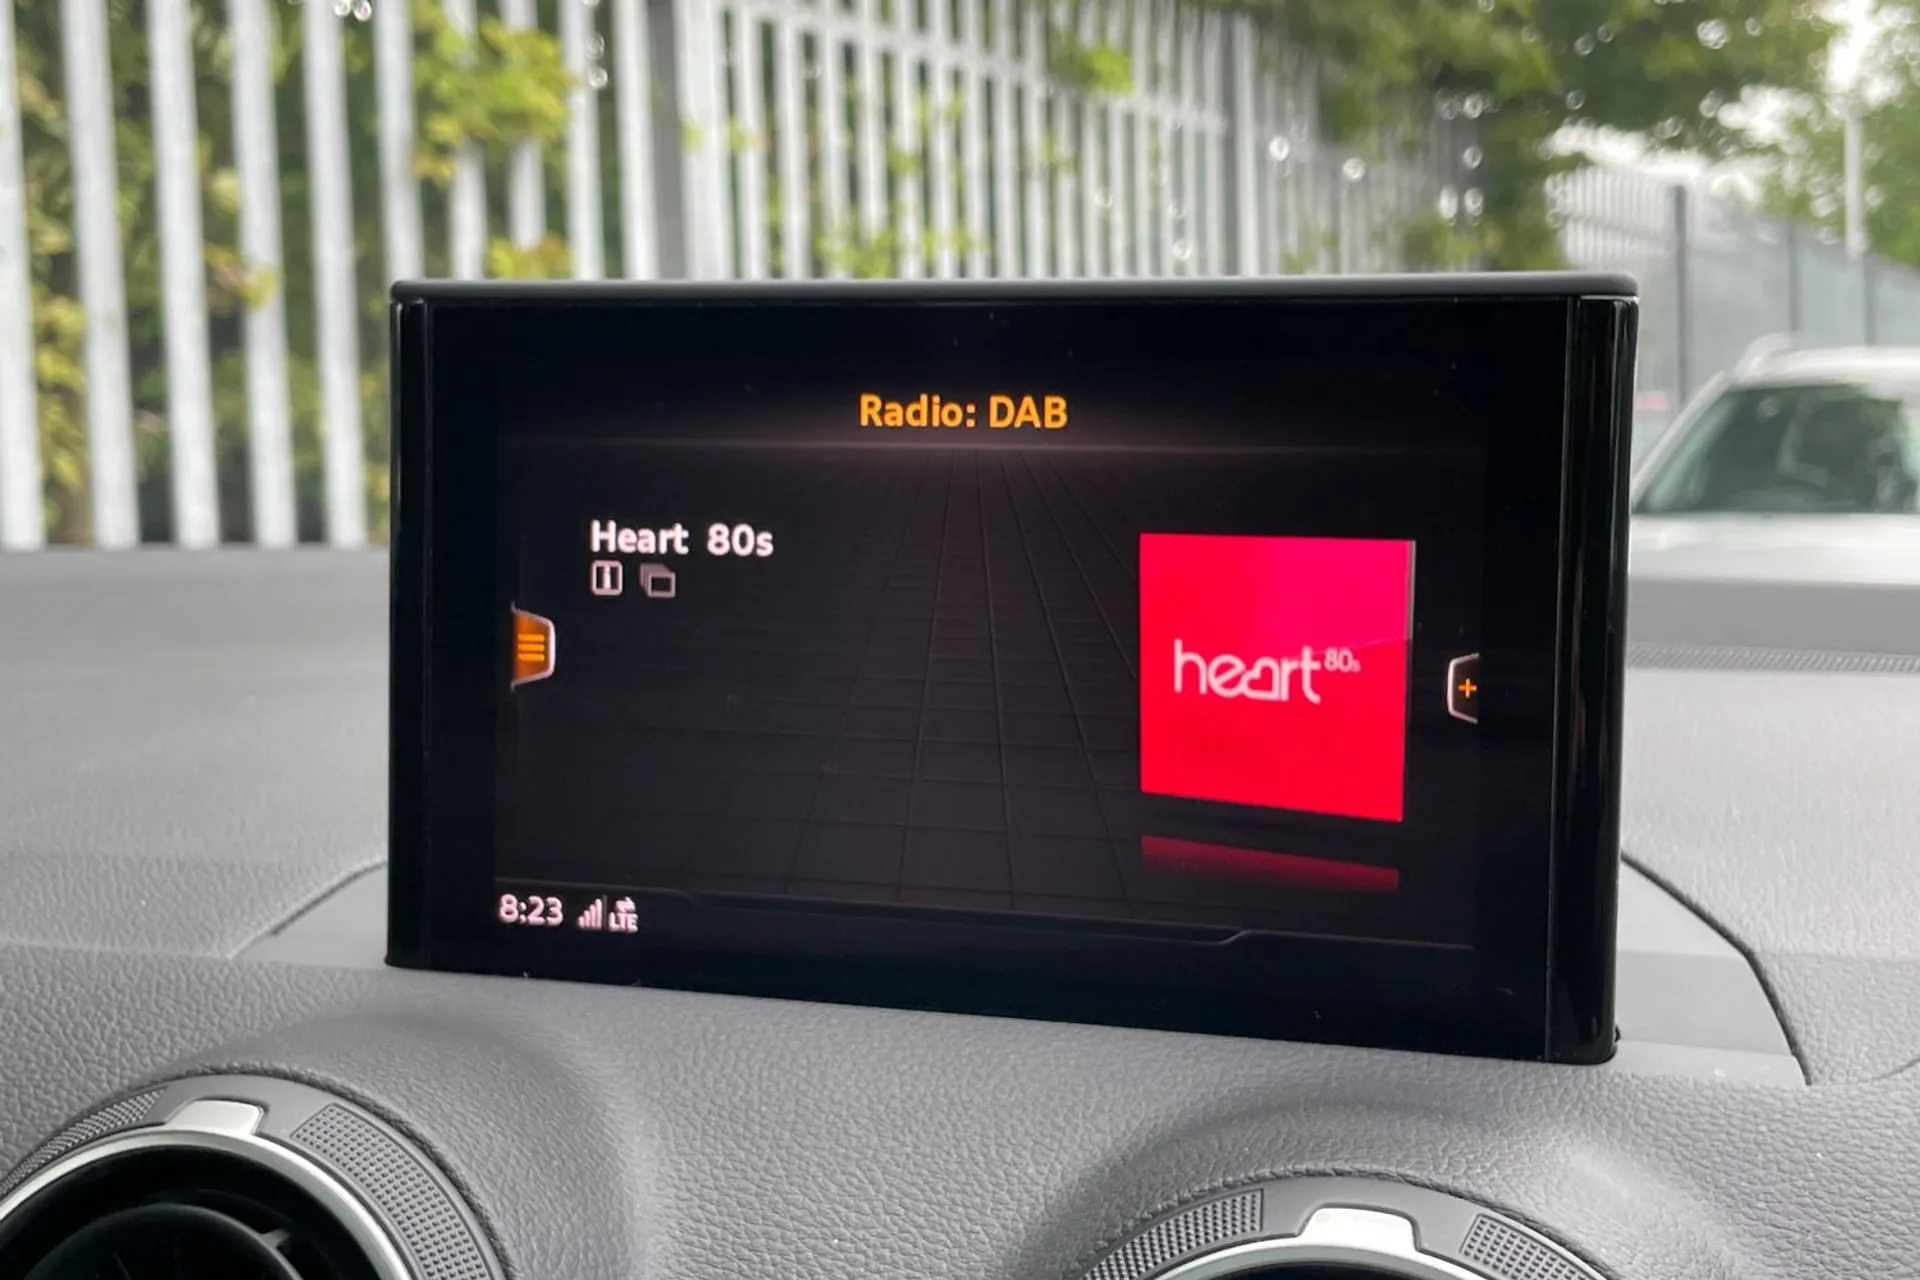 Radio: DAB
Heart 80s
heart 80s
8:23 LTE